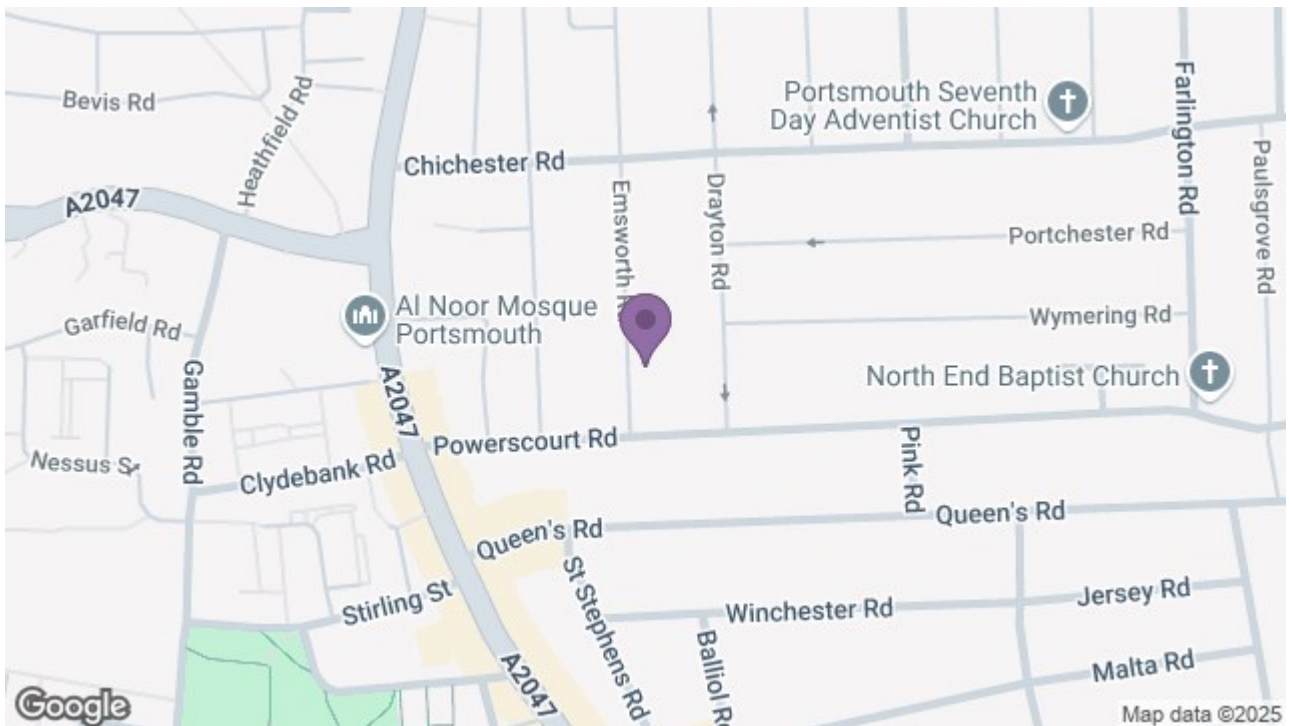 Bevis Rd
Heathfield Rd
Portsmouth Seventh
Day Adventist Church
Farlington Rd
Paulsgrove Rd
Chichester Rd
A2047
Emsworth
Drayton Rd
Portchester Rd
Al Noor Mosque
Portsmouth
Garfield Rd
Wymering Rd
Gamble Rd
A2047
North End Baptist Church
Powerscourt Rd
Nessus S
Clydebank Rd
Pink Rd
Queen's Rd
Queen's Rd
Stirling St
St Stephens Rd
Winchester Rd
Jersey Rd
Balliol
Malta Rd
A2047
Google
Map data ©2025